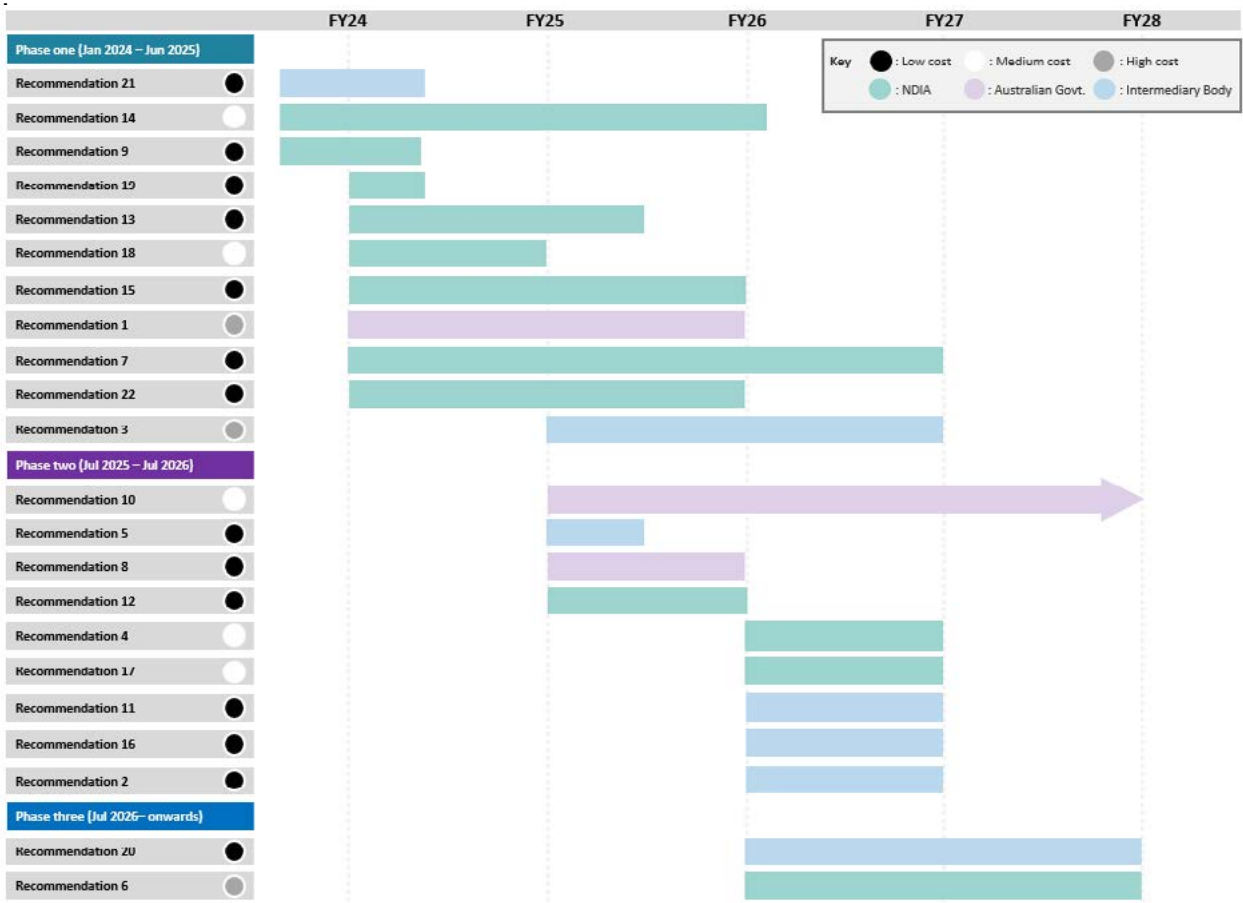 FY24 FY25 FY26 FY27 FY28
Phase one (Jan 2024 – Jun 2025)
Key : Low cost : Medium cost : High cost
: NDIA : Australian Govt. : Intermediary Body
Recommendation 21
Recommendation 14
Recommendation 9
Recommendation 19
Recommendation 13
Recommendation 18
Recommendation 15
Recommendation 1
Recommendation 7
Recommendation 22
Recommendation 3
Phase two (Jul 2025 – Jul 2026)
Recommendation 10
Recommendation 5
Recommendation 8
Recommendation 12
Recommendation 4
Recommendation 17
Recommendation 11
Recommendation 16
Recommendation 2
Phase three (Jul 2026– onwards)
Recommendation 20
Recommendation 6